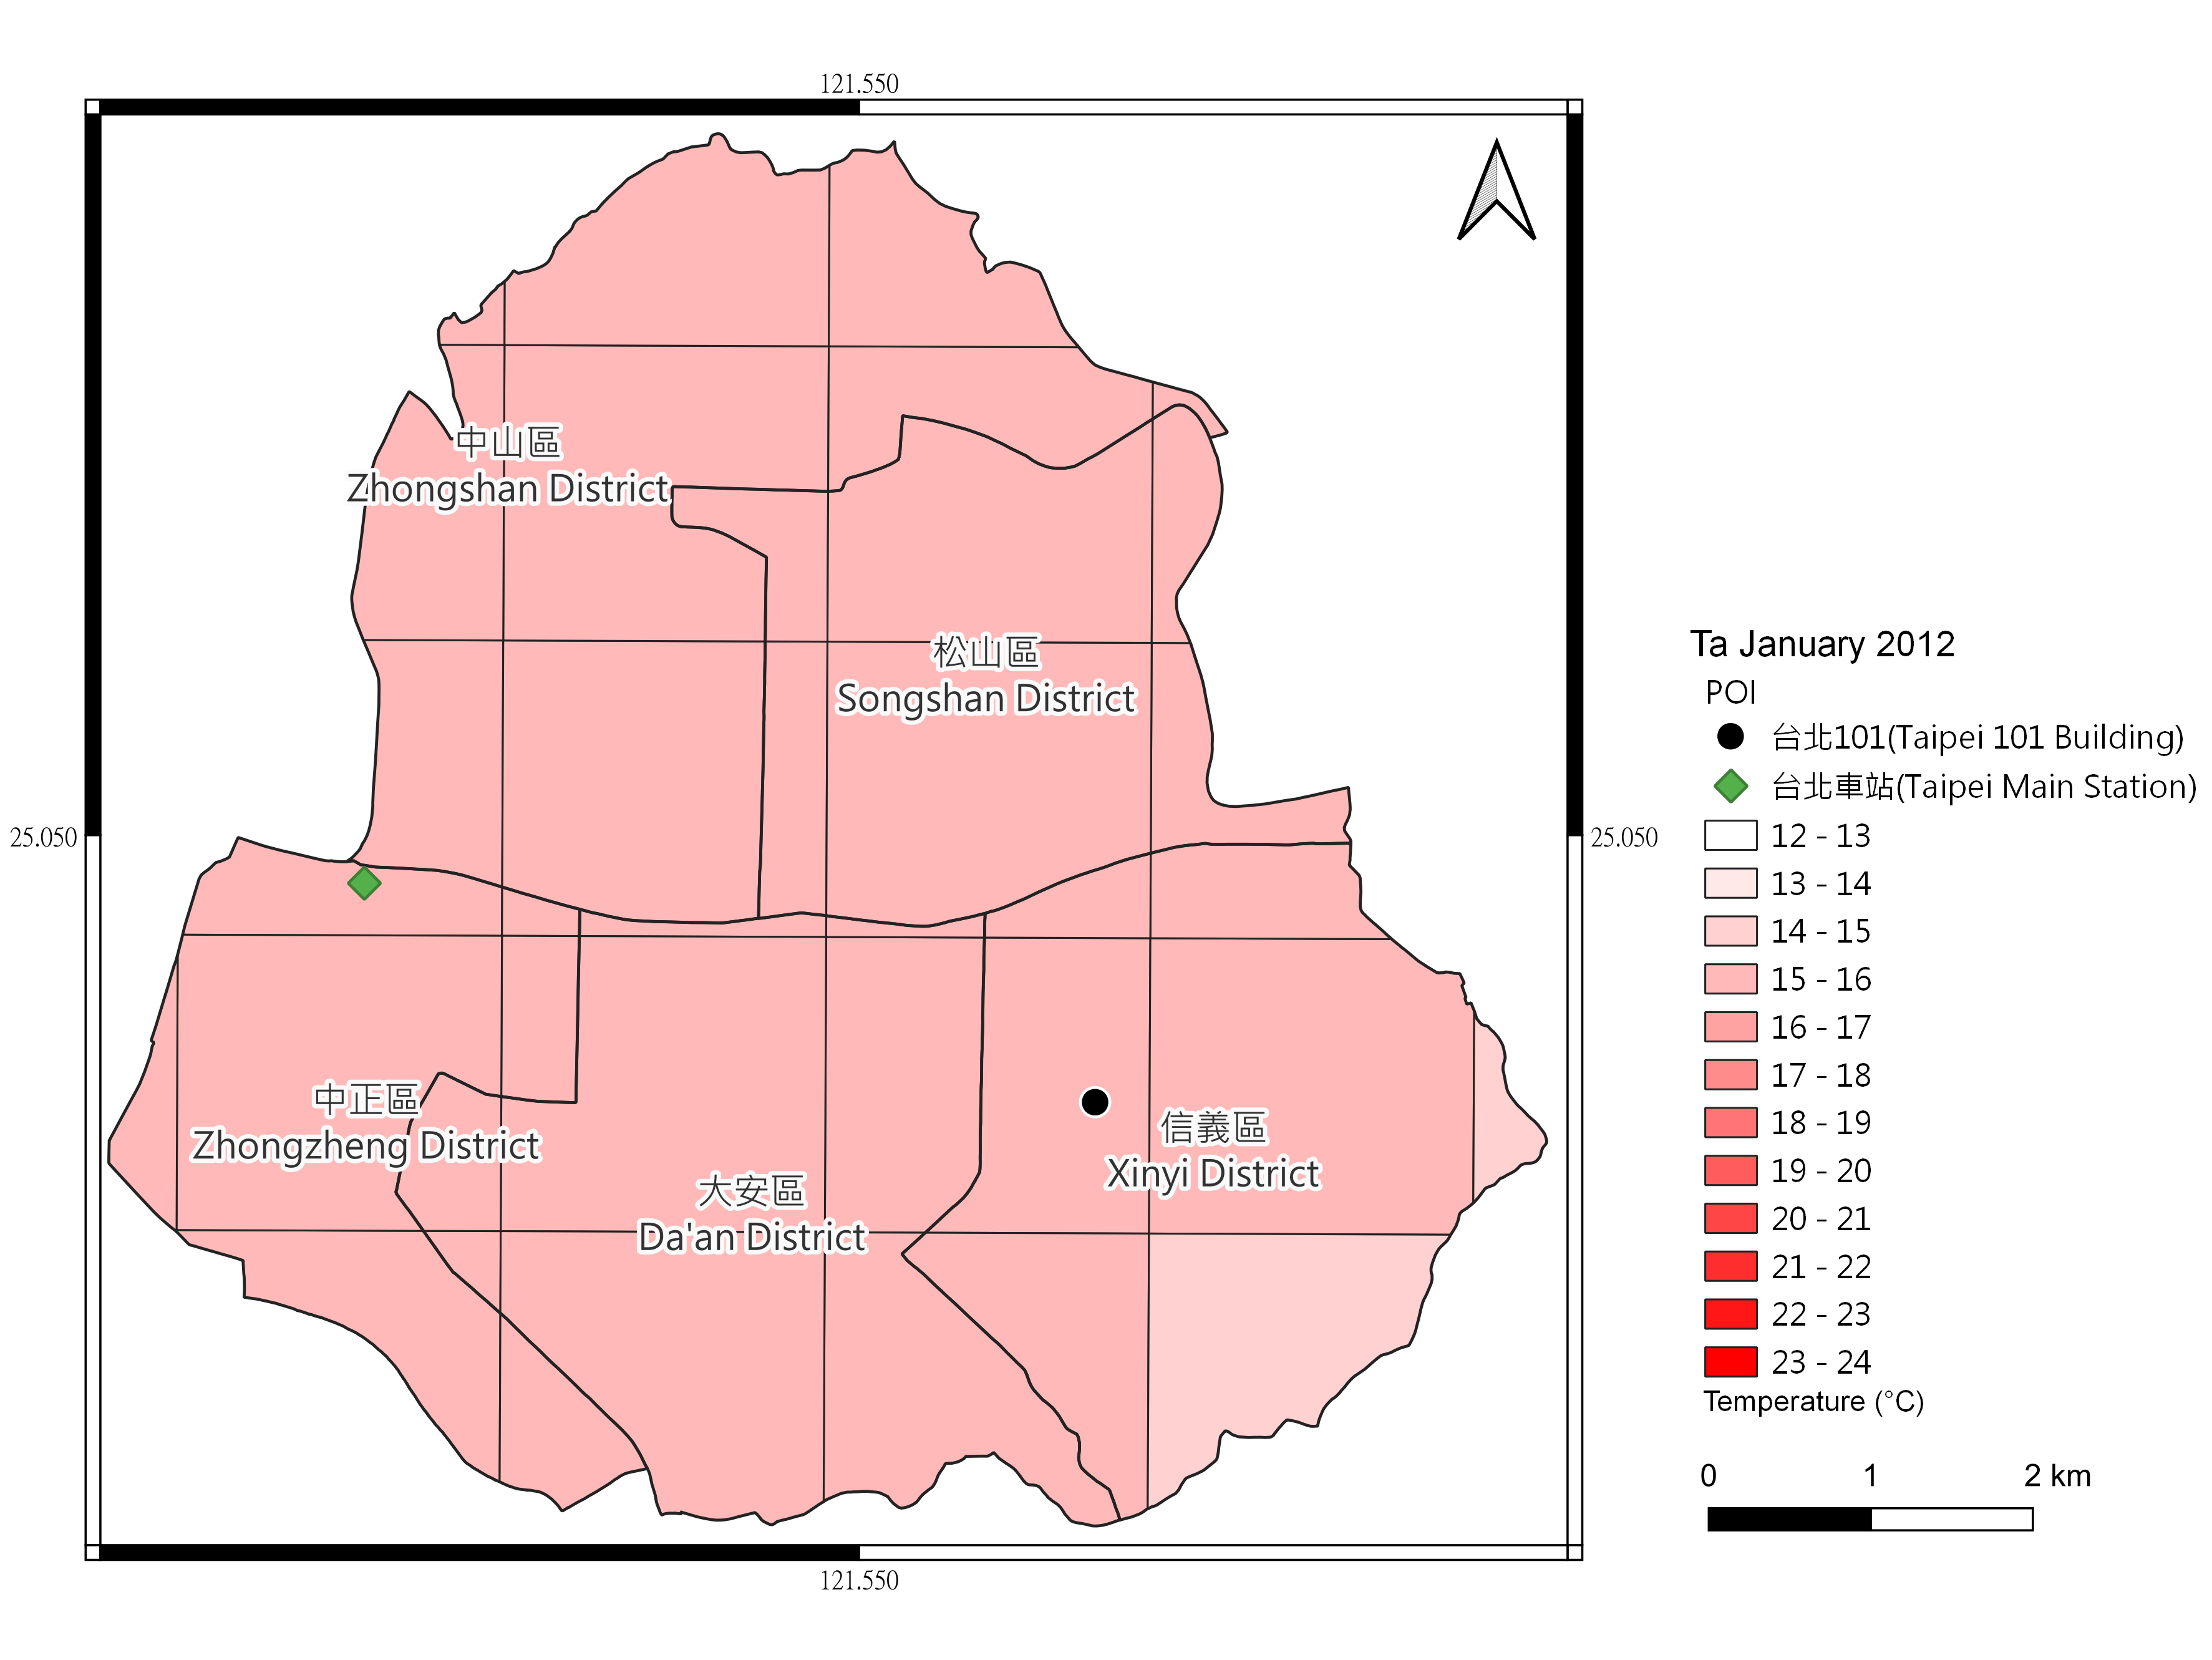 121.550
中山區
Zhongshan District
松山區
Songshan District
25.050
25.050
中正區
Zhongzheng District
大安區
Da'an District
信義區
Xinyi District
121.550
Ta January 2012
POI
台北101(Taipei 101 Building)
台北車站(Taipei Main Station)
12 - 13
13 - 14
14 - 15
15 - 16
16 - 17
17 - 18
18 - 19
19 - 20
20 - 21
21 - 22
22 - 23
23 - 24
Temperature (°C)
0 1 2 km